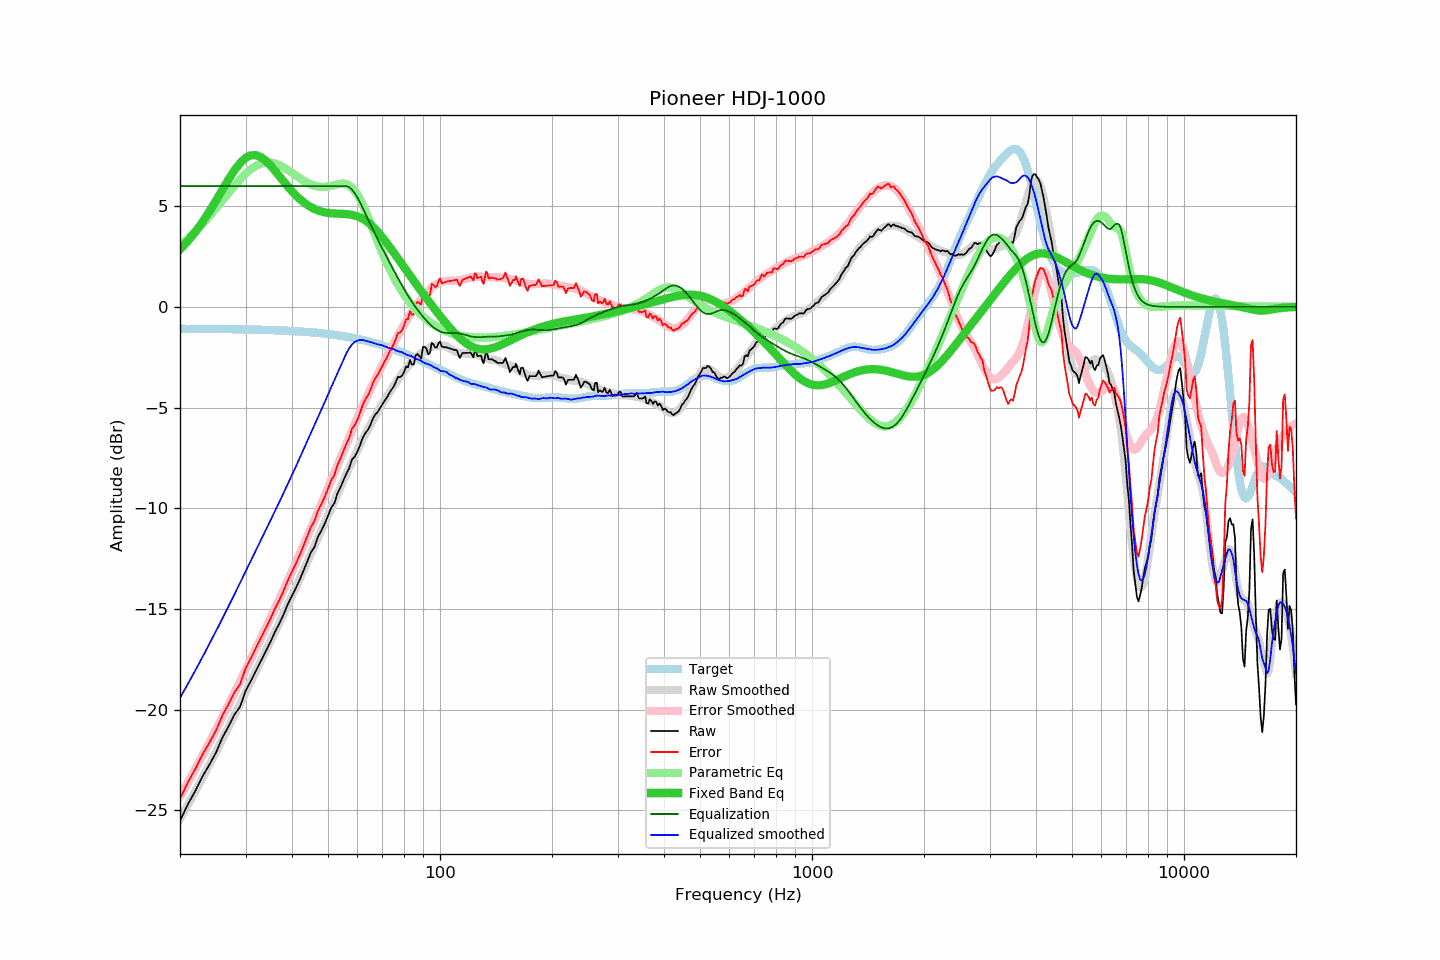 Pioneer HDJ-1000
Amplitude (dBr)
5
0
−5
−10
−15
−20
−25
Target
Raw Smoothed
Error Smoothed
Raw
Error
Parametric Eq
Fixed Band Eq
Equalization
Equalized smoothed
100
1000
10000
Frequency (Hz)